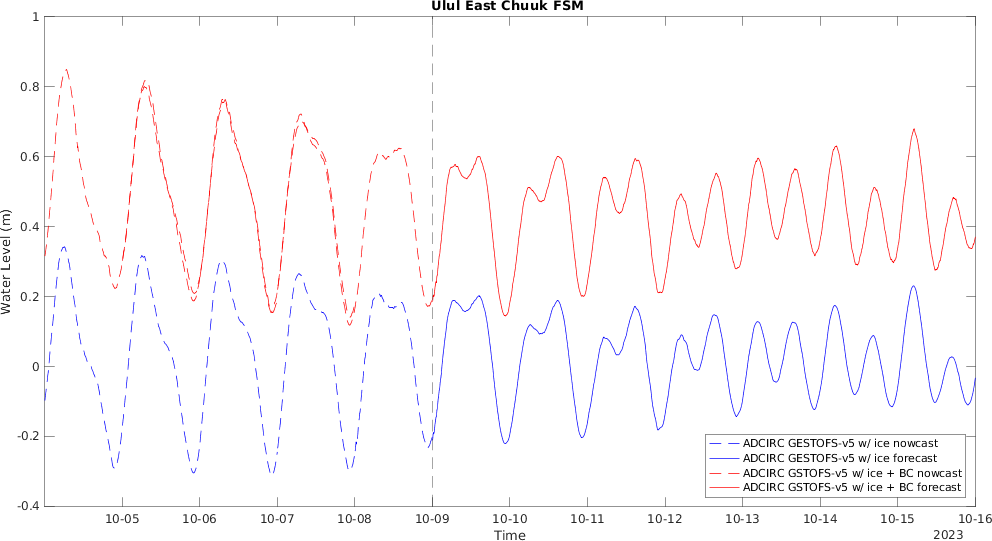 Ulul East Chuuk FSM
1
0.8
0.6
0.4
0.2
0
-0.2
-0.4
Water Level (m)
ADCIRC GESTOFS-v5 w/ ice nowcast
ADCIRC GESTOFS-v5 w/ ice forecast
ADCIRC GSTOFS-v5 w/ ice + BC nowcast
ADCIRC GSTOFS-v5 w/ ice + BC forecast
10-05 10-06 10-07 10-08 10-09 10-10 10-11 10-12 10-13 10-14 10-15 10-16
Time
2023